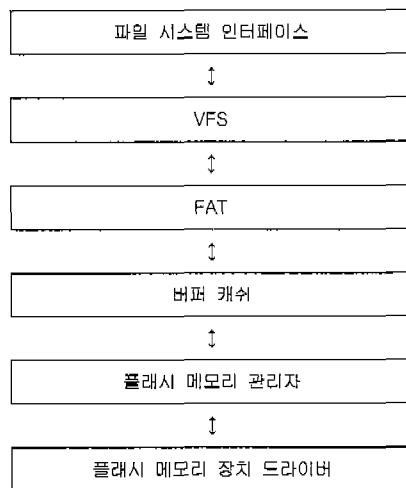 파일 시스템 인터페이스
VFS
FAT
버퍼 캐쉬
플래시 메모리 관리자
플래시 메모리 장치 드라이버